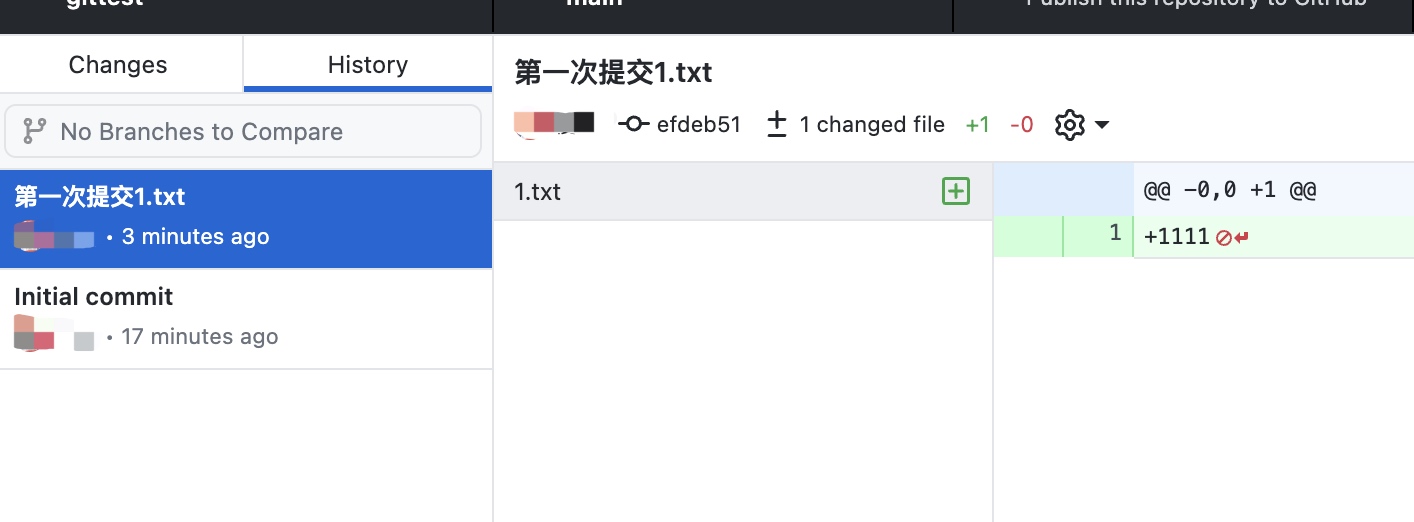 gittest
main
Publish this repository to GitHub
Changes
History
No Branches to Compare
第一次提交1.txt
3 minutes ago
Initial commit
17 minutes ago
第一次提交1.txt
efdeb51 ± 1 changed file +1 -0
1.txt
@@ -0,0 +1 @@
1 +1111